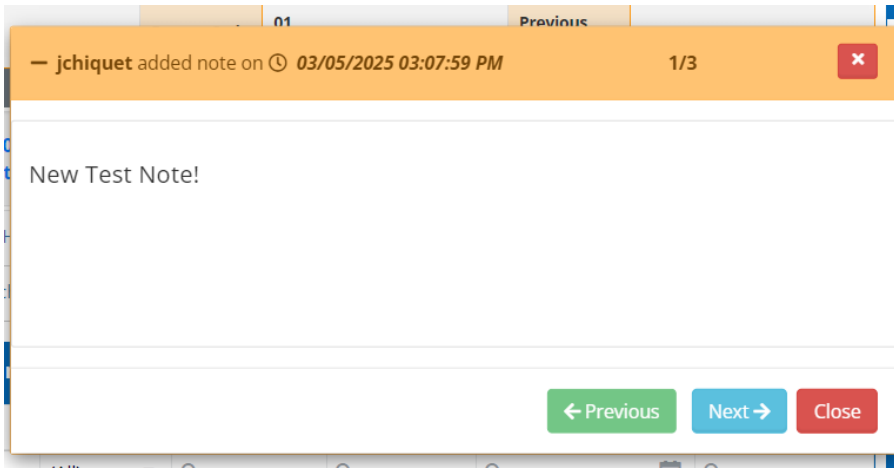 01
Previous
— jchiquet added note on 03/05/2025 03:07:59 PM
1/3
×
New Test Note!
← Previous
Next →
Close